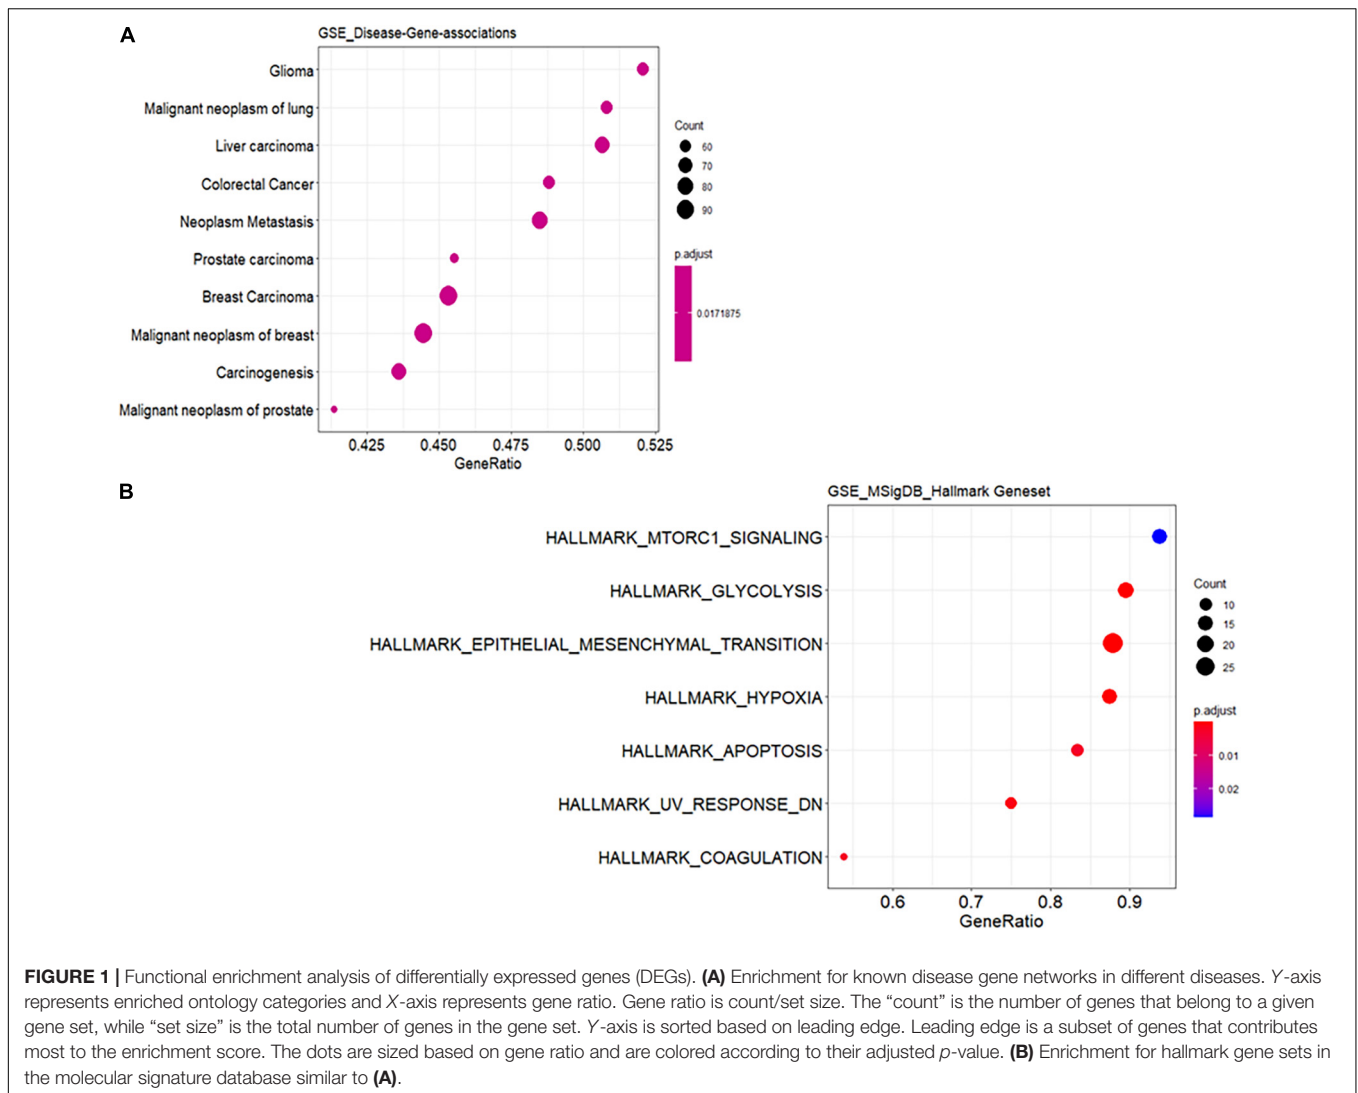 A
GSE_Disease-Gene-associations
Glioma
Malignant neoplasm of lung
Liver carcinoma
Colorectal Cancer
Neoplasm Metastasis
Prostate carcinoma
Breast Carcinoma
Malignant neoplasm of breast
Carcinogenesis
Malignant neoplasm of prostate
0.425 0.450 0.475 0.500 0.525
GeneRatio
Count
60
70
80
90
p.adjust
0.0171875
B
GSE_MSigDB_Hallmark Geneset
HALLMARK_MTORC1_SIGNALING
HALLMARK_GLYCOLYSIS
HALLMARK_EPITHELIAL_MESENCHYMAL_TRANSITION
HALLMARK_HYPOXIA
HALLMARK_APOPTOSIS
HALLMARK_UV_RESPONSE_DN
HALLMARK_COAGULATION
0.6 0.7 0.8 0.9
GeneRatio
Count
10
15
20
25
p.adjust
0.01
0.02
FIGURE 1 | Functional enrichment analysis of differentially expressed genes (DEGs). (A) Enrichment for known disease gene networks in different diseases. Y-axis
represents enriched ontology categories and X-axis represents gene ratio. Gene ratio is count/set size. The “count” is the number of genes that belong to a given
gene set, while “set size” is the total number of genes in the gene set. Y-axis is sorted based on leading edge. Leading edge is a subset of genes that contributes
most to the enrichment score. The dots are sized based on gene ratio and are colored according to their adjusted p-value. (B) Enrichment for hallmark gene sets in
the molecular signature database similar to (A).